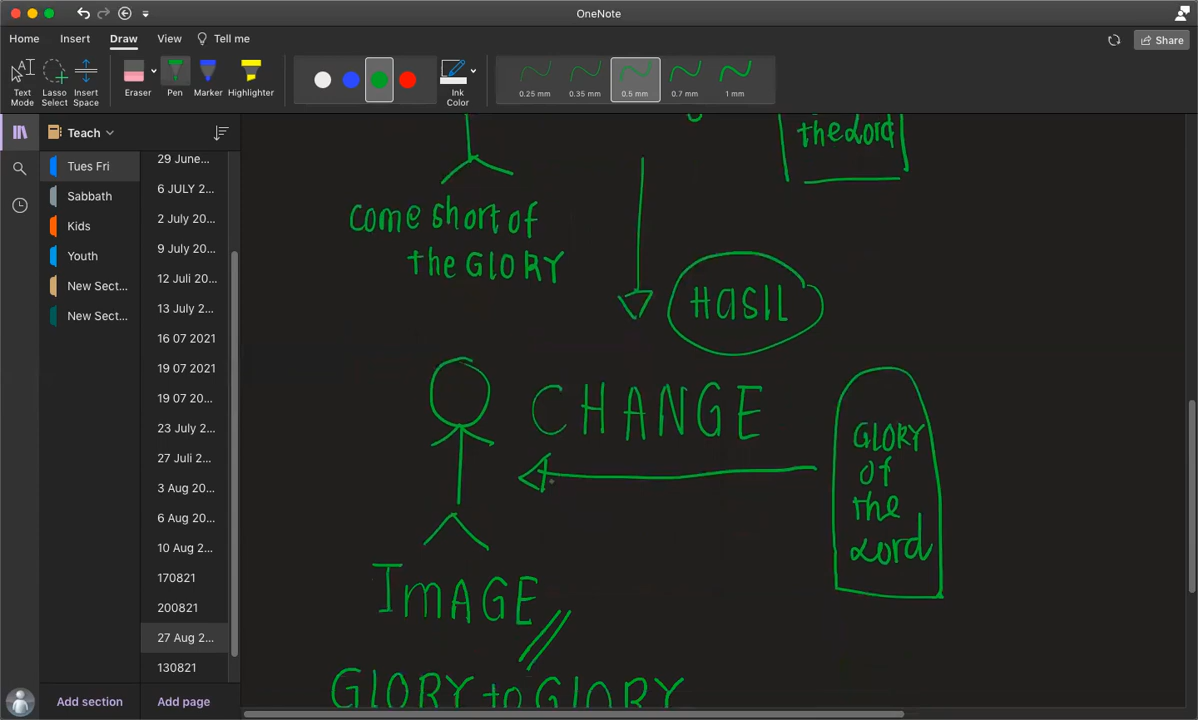 OneNote
Home Insert Draw View Tell me
Share
Text Mode
Lasso Select
Insert Space
Eraser
Pen
Marker
Highlighter
Ink Color
0.25 mm
0.35 mm
0.5 mm
0.7 mm
1 mm
Teach
Tues Fri
Sabbath
Kids
Youth
New Sect...
New Sect...
Add section
29 June...
6 JULY 2...
2 July 20...
9 July 20...
12 Juli 20...
13 July 2...
16 07 2021
19 07 2021
19 07 202...
23 July 2...
27 Juli 2...
3 Aug 20...
6 Aug 20...
10 Aug 2...
170821
200821
27 Aug 2...
130821
Add page
the Lord
come short of
the GLORY
HASIL
CHANGE
GLORY
of
the
Lord
ImAGE
GLORY to GLORY